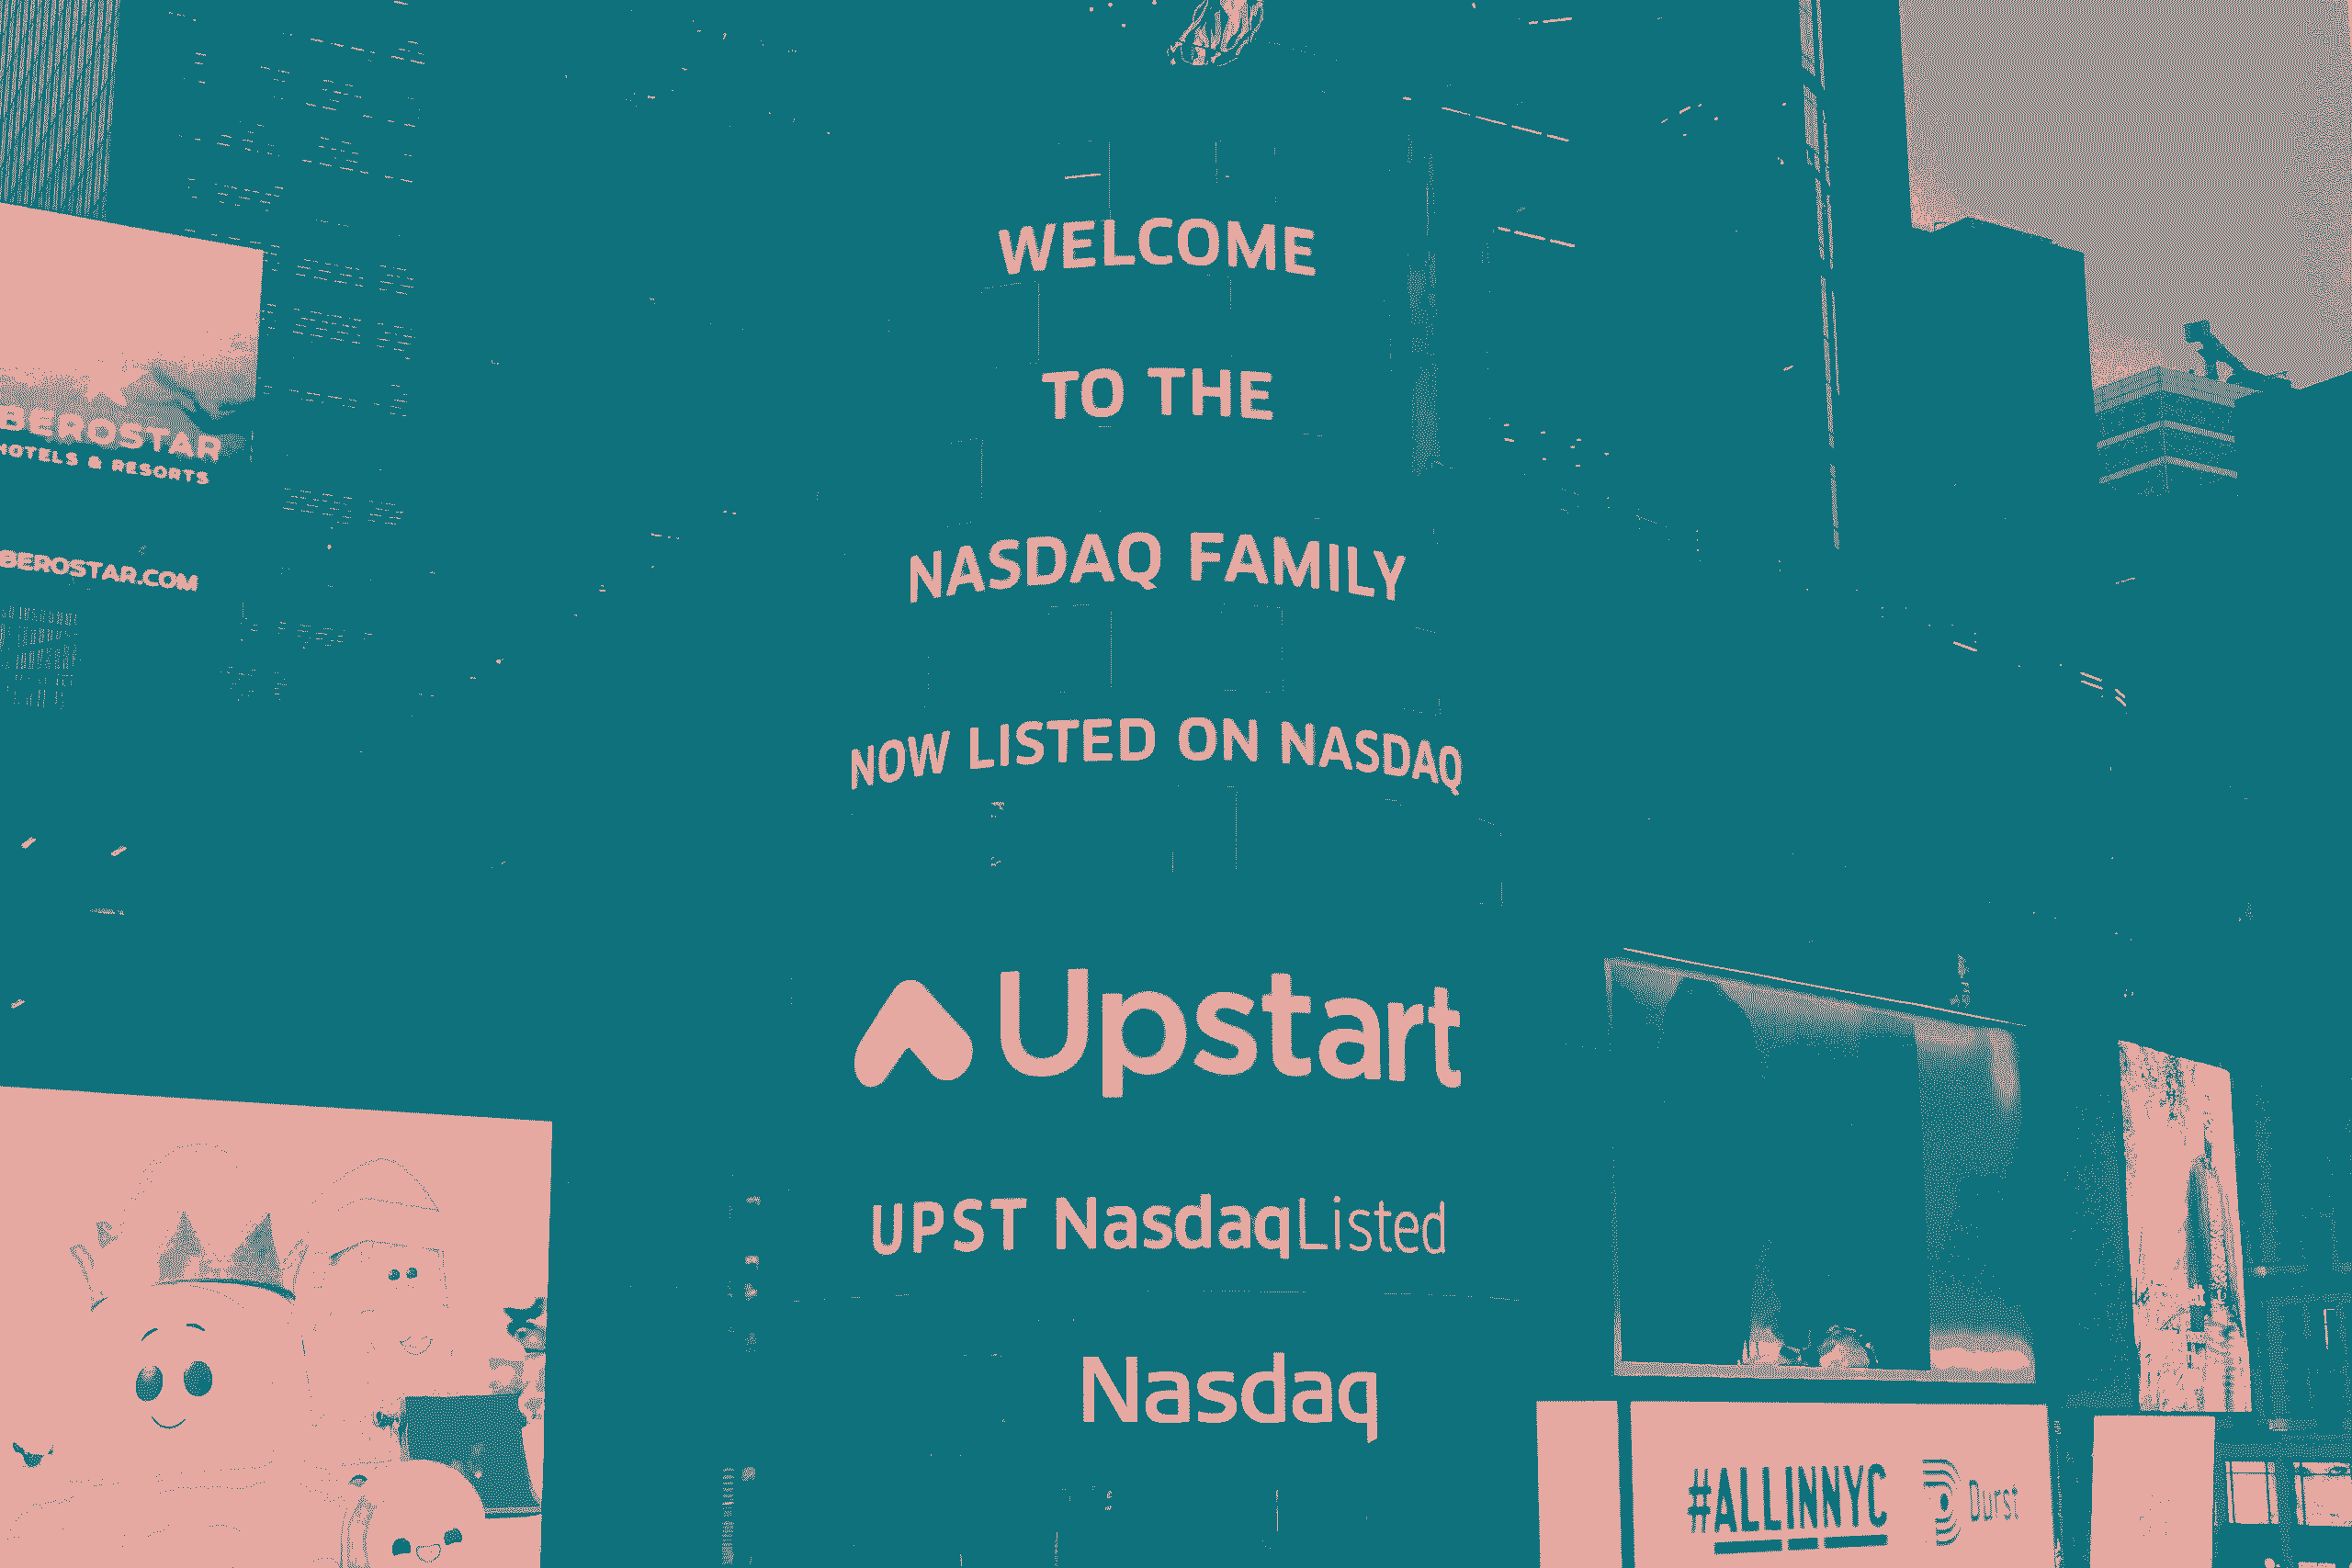 WELCOME
TO THE
NASDAQ FAMILY
NOW LISTED ON NASDAQ
Upstart
UPST NasdaqListed
Nasdaq
BEROSTAR
HOTELS & RESORTS
BEROSTAR.COM
#ALLINNYC
Durst